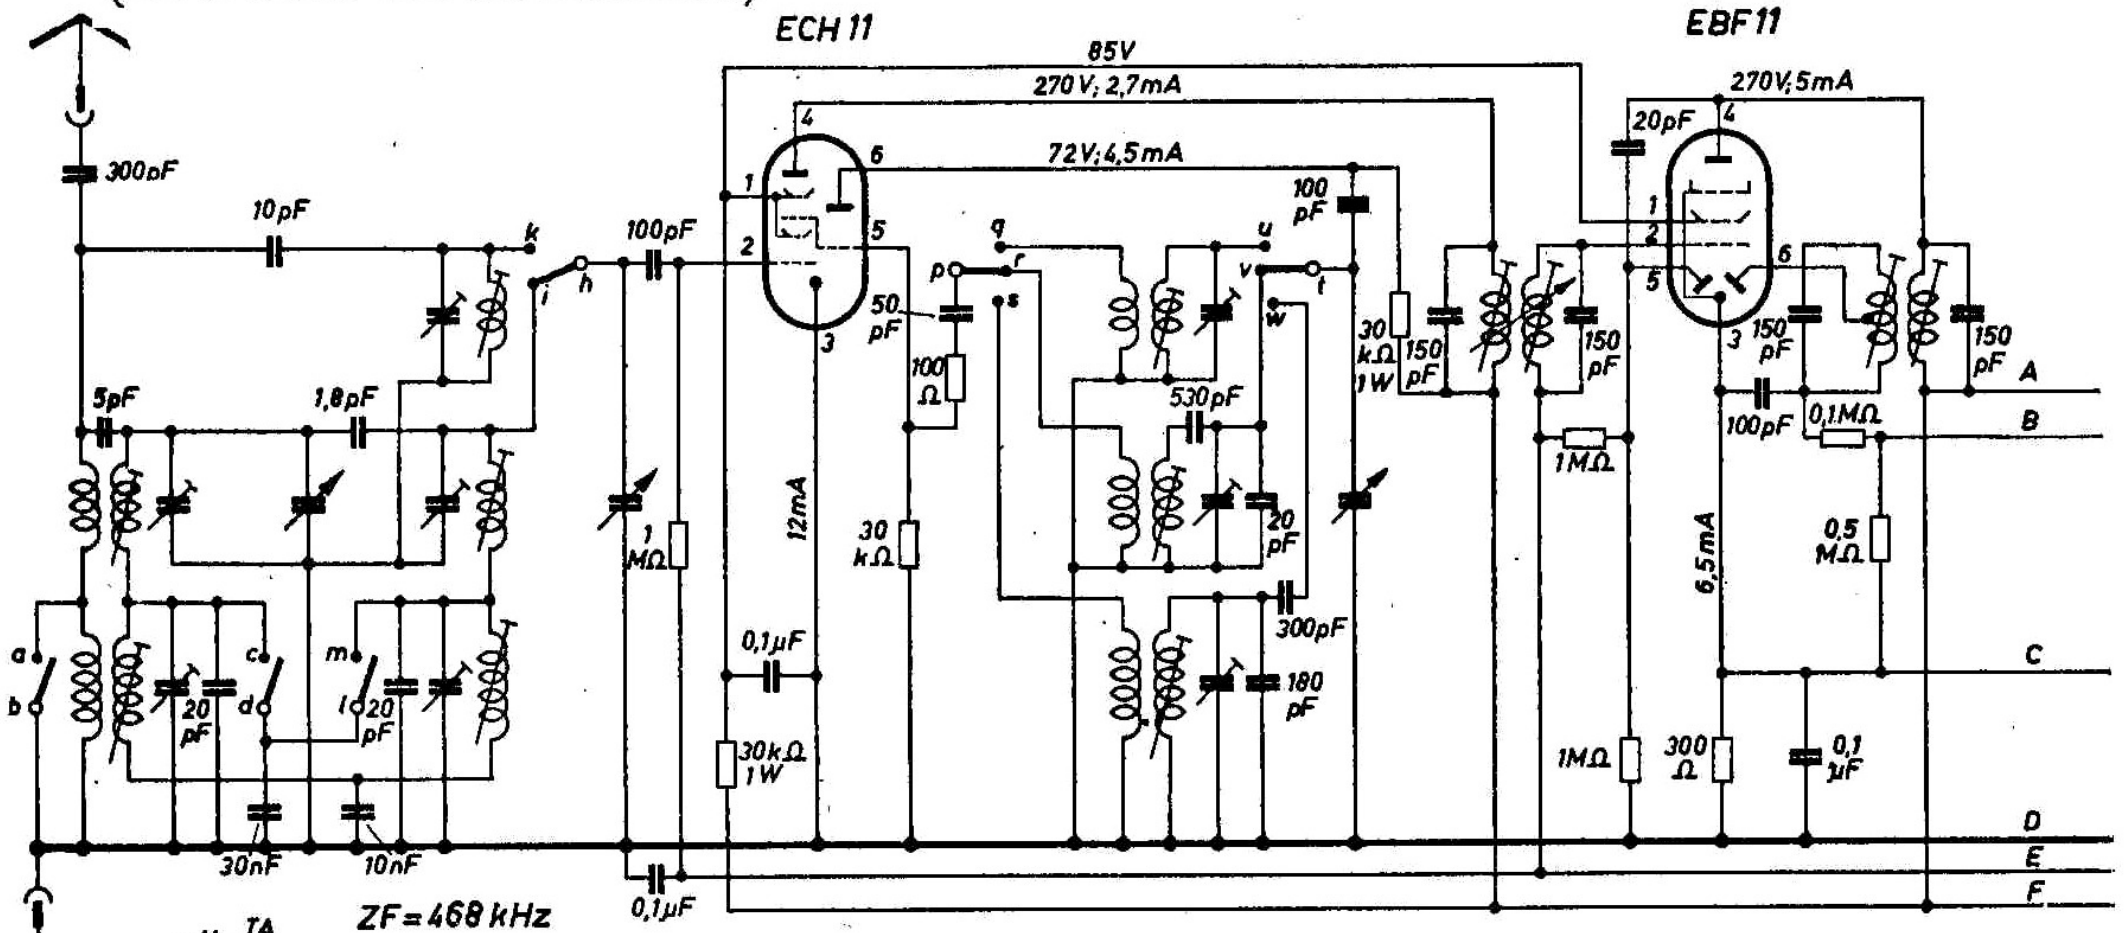 ECH 11
EBF 11
85V
270V; 2,7mA
270V; 5mA
4
20pF
4
72V; 4,5mA
6
300pF
1
100
pF
10pF
100pF
1
k
2
5
q
u
2
6
h
p
r
v
t
5
i
s
50
pF
w
3
30
kΩ
1W
150
pF
150
pF
3
150
pF
150
pF
100
Ω
5pF
1,8pF
530pF
A
100pF
0,1MΩ
B
1MΩ
12mA
20
pF
1
MΩ
30
kΩ
6,5mA
0,5
MΩ
300pF
0,1µF
a
c
m
C
b
20
pF
d
l
20
pF
180
pF
30kΩ
1W
1MΩ
300
Ω
0,1
µF
D
30nF
10nF
E
0,1µF
F
ZF = 468 kHz
TA